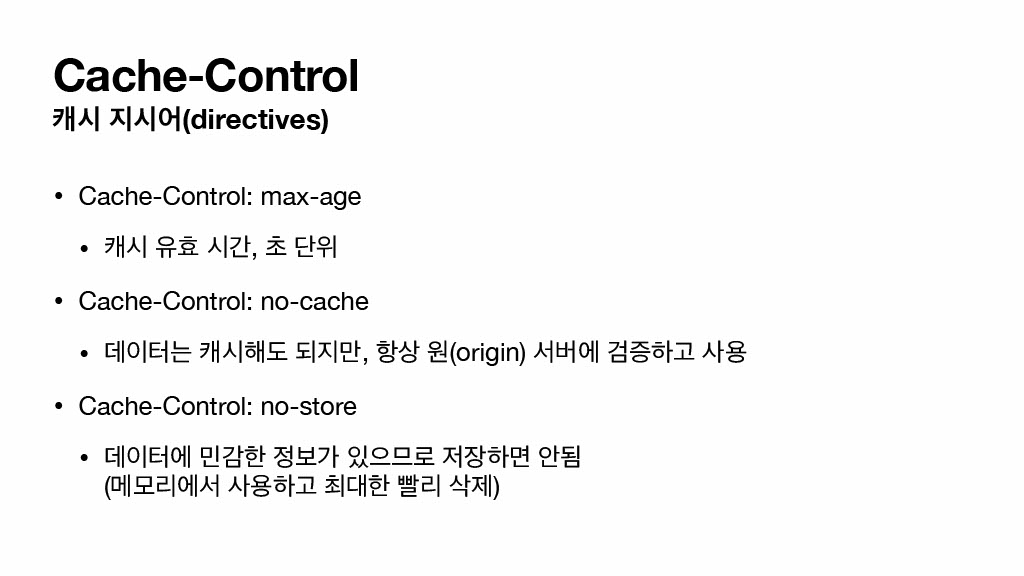 Cache-Control
캐시 지시어(directives)
• Cache-Control: max-age
• 캐시 유효 시간, 초 단위
• Cache-Control: no-cache
• 데이터는 캐시해도 되지만, 항상 원(origin) 서버에 검증하고 사용
• Cache-Control: no-store
• 데이터에 민감한 정보가 있으므로 저장하면 안됨
(메모리에서 사용하고 최대한 빨리 삭제)